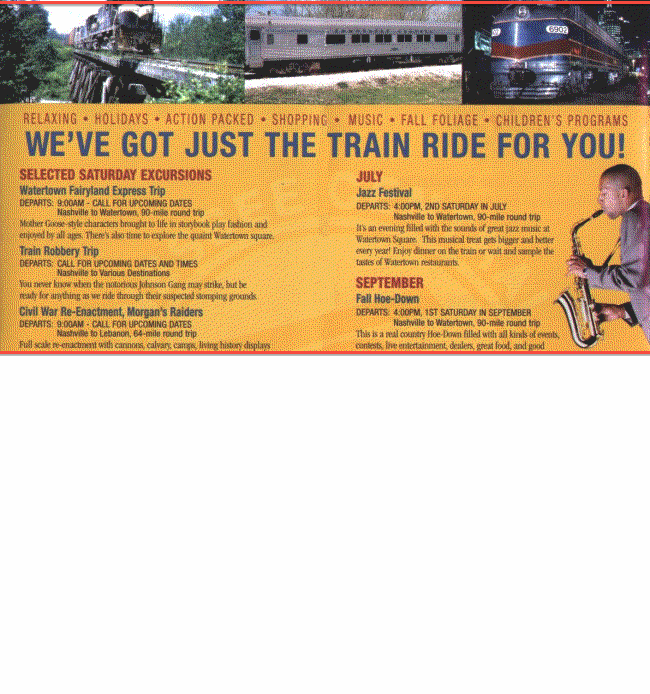 6902
RELAXING • HOLIDAYS • ACTION PACKED • SHOPPING • MUSIC • FALL FOLIAGE • CHILDREN'S PROGRAMS
WE'VE GOT JUST THE TRAIN RIDE FOR YOU!
SELECTED SATURDAY EXCURSIONS
Watertown Fairyland Express Trip
DEPARTS: 9:00AM - CALL FOR UPCOMING DATES
Nashville to Watertown, 90-mile round trip
Mother Goose-style characters brought to life in storybook play fashion and
enjoyed by all ages. There's also time to explore the quaint Watertown square.
Train Robbery Trip
DEPARTS: CALL FOR UPCOMING DATES AND TIMES
Nashville to Various Destinations
You never know when the notorious Johnson Gang may strike, but be
ready for anything as we ride through their suspected stomping grounds.
Civil War Re-Enactment, Morgan's Raiders
DEPARTS: 9:00AM - CALL FOR UPCOMING DATES
Nashville to Lebanon, 64-mile round trip
Full scale re-enactment with cannons, calvary, camps, living history displays
JULY
Jazz Festival
DEPARTS: 4:00PM, 2ND SATURDAY IN JULY
Nashville to Watertown, 90-mile round trip
It's an evening filled with the sounds of great jazz music at
Watertown Square. This musical treat gets bigger and better
every year! Enjoy dinner on the train or wait and sample the
tastes of Watertown restaurants.
SEPTEMBER
Fall Hoe-Down
DEPARTS: 4:00PM, 1ST SATURDAY IN SEPTEMBER
Nashville to Watertown, 90-mile round trip
This is a real country Hoe-Down filled with all kinds of events,
contests, live entertainment, dealers, great food, and good